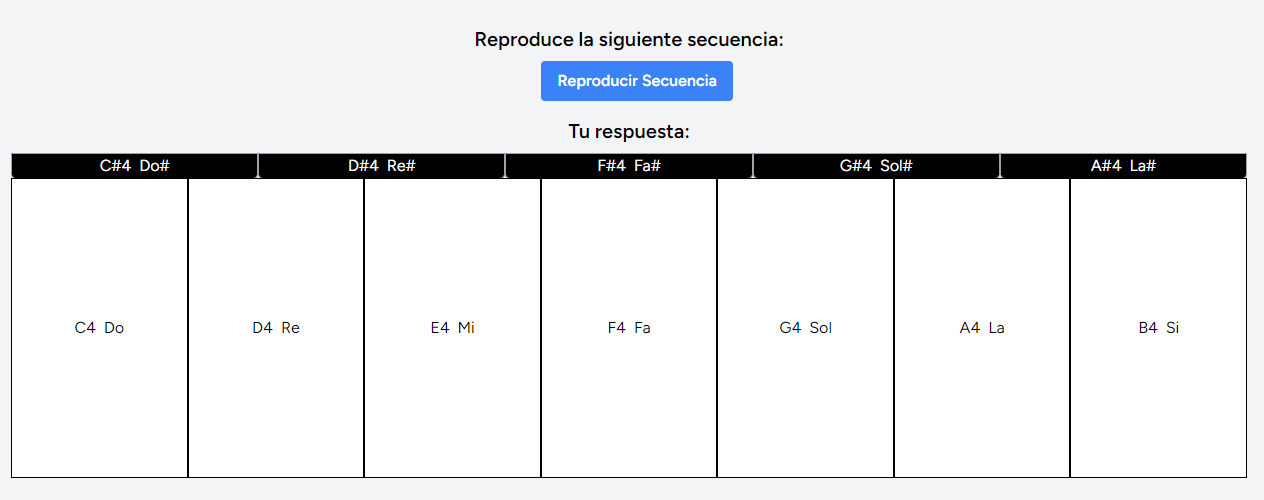 Reproduce la siguiente secuencia:
Reproducir Secuencia
Tu respuesta:
C#4 Do# D#4 Re# F#4 Fa# G#4 Sol# A#4 La#
C4 Do D4 Re E4 Mi F4 Fa G4 Sol A4 La B4 Si